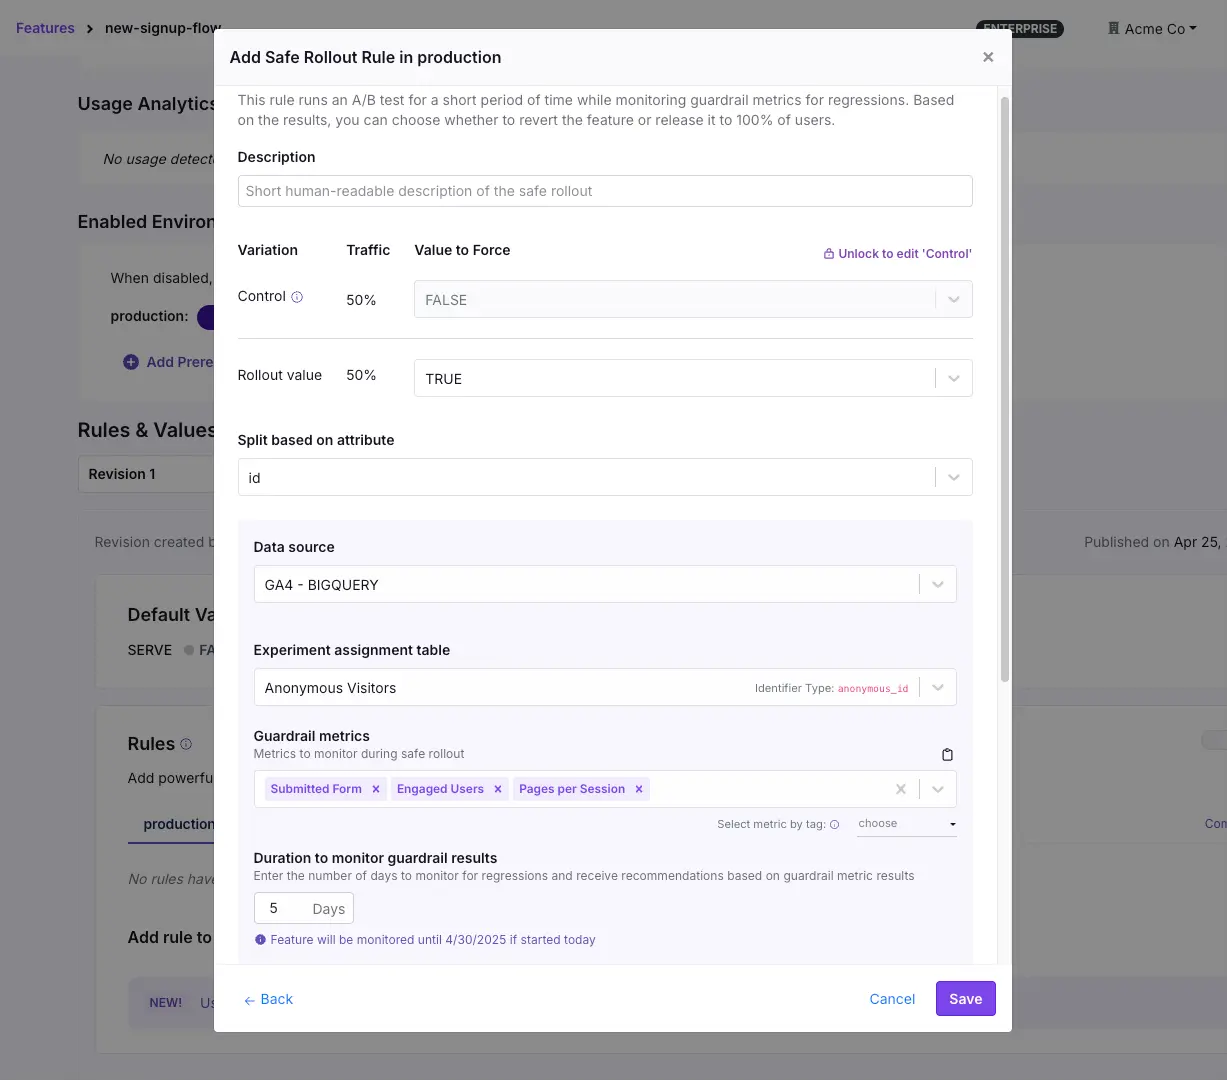 Features > new-signup-flow
ENTERPRISE
Acme Co
Add Safe Rollout Rule in production
This rule runs an A/B test for a short period of time while monitoring guardrail metrics for regressions. Based
on the results, you can choose whether to revert the feature or release it to 100% of users.
Usage Analytics
No usage detect
Description
Short human-readable description of the safe rollout
Enabled Environ
When disabled,
production:
Add Prere
Variation Traffic Value to Force Unlock to edit 'Control'
Control 50% FALSE
Rollout value 50% TRUE
Rules & Values
Revision 1
Split based on attribute
id
Revision created b
Published on Apr 25,
Data source
GA4 - BIGQUERY
Default Va
SERVE FA
Experiment assignment table
Anonymous Visitors Identifier Type: anonymous_id
Rules
Add powerfu
production
Com
No rules have
Guardrail metrics
Metrics to monitor during safe rollout
Submitted Form × Engaged Users × Pages per Session ×
Select metric by tag: choose
Duration to monitor guardrail results
Enter the number of days to monitor for regressions and receive recommendations based on guardrail metric results
5 Days
Feature will be monitored until 4/30/2025 if started today
Add rule to
NEW! Us
← Back
Cancel
Save